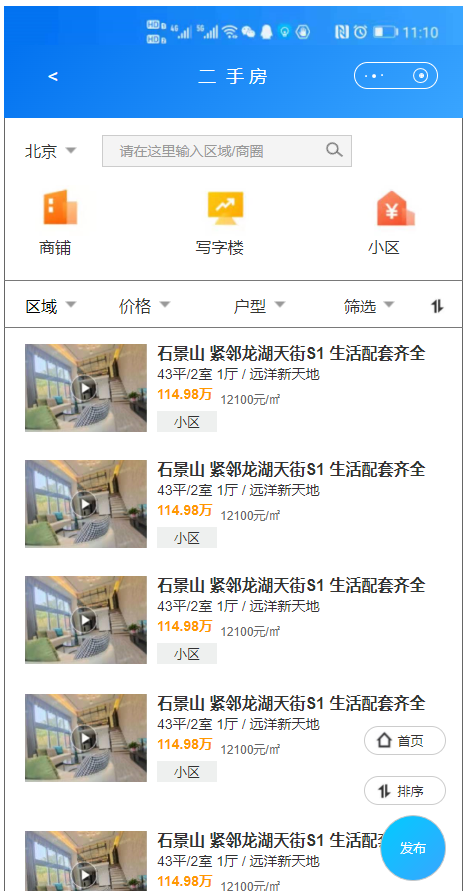 HD 4G 5G 11:10
HD
< 二 手 房
北京 请在这里输入区域/商圈
商铺 写字楼 小区
区域 价格 户型 筛选
石景山 紧邻龙湖天街S1 生活配套齐全
43平/2室 1厅 / 远洋新天地
114.98万 12100元/㎡
小区
石景山 紧邻龙湖天街S1 生活配套齐全
43平/2室 1厅 / 远洋新天地
114.98万 12100元/㎡
小区
石景山 紧邻龙湖天街S1 生活配套齐全
43平/2室 1厅 / 远洋新天地
114.98万 12100元/㎡
小区
石景山 紧邻龙湖天街S1 生活配套齐全
43平/2室 1厅 / 远洋新天地
114.98万 12100元/㎡
首页
小区
排序
石景山 紧邻龙湖天街S1 生活配套
发布
43平/2室 1厅 / 远洋新天地
114.98万 12100元/㎡